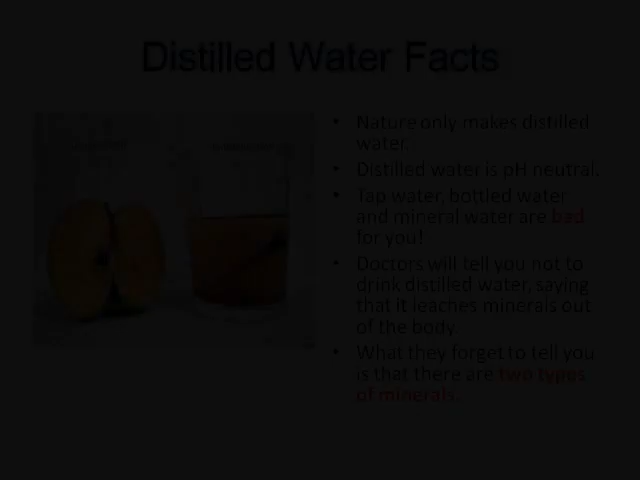 Distilled Water Facts
• Nature only makes distilled
water.
• Distilled water is pH neutral.
• Tap water, bottled water
and mineral water are bad
for you!
• Doctors will tell you not to
drink distilled water, saying
that it leaches minerals out
of the body.
• What they forget to tell you
is that there are two types
of minerals.